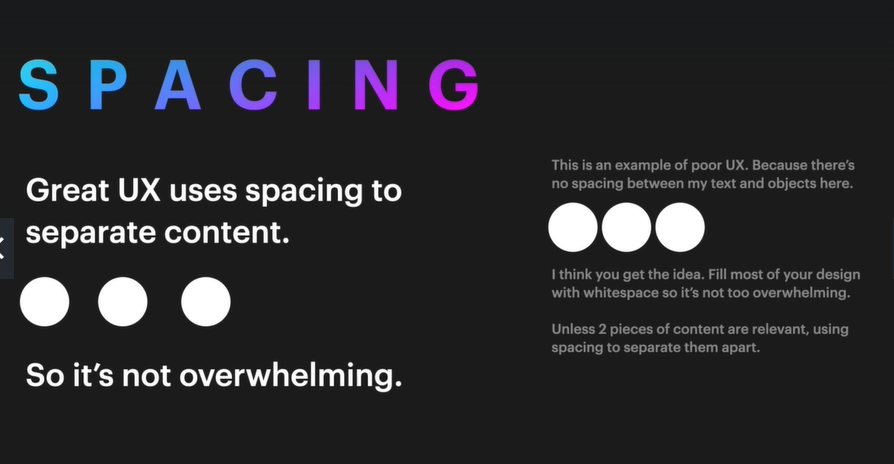 SPACING
Great UX uses spacing to
separate content.
So it's not overwhelming.
This is an example of poor UX. Because there's
no spacing between my text and objects here.
I think you get the idea. Fill most of your design
with whitespace so it's not too overwhelming.
Unless 2 pieces of content are relevant, using
spacing to separate them apart.